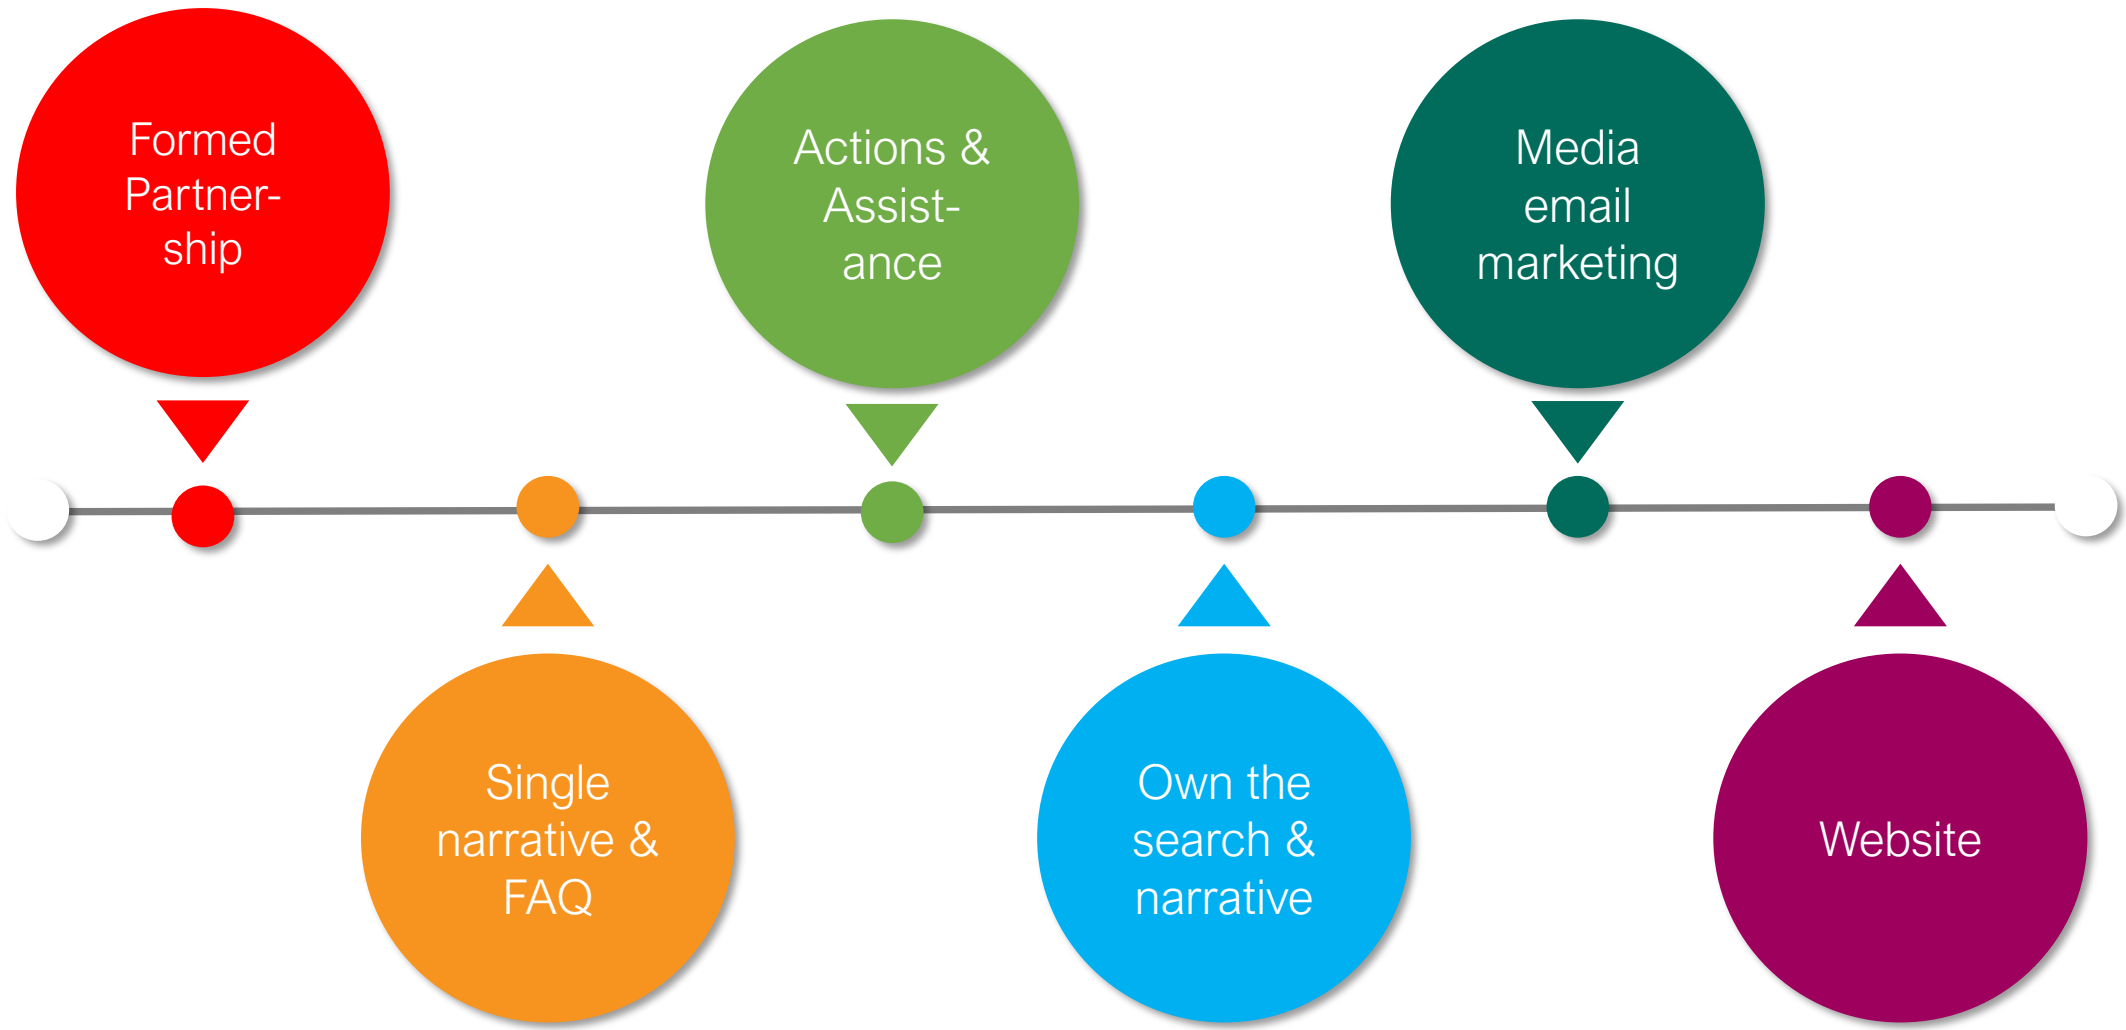 Formed
Partner-
ship
Single
narrative &
FAQ
Actions &
Assist-
ance
Own the
search &
narrative
Media
email
marketing
Website